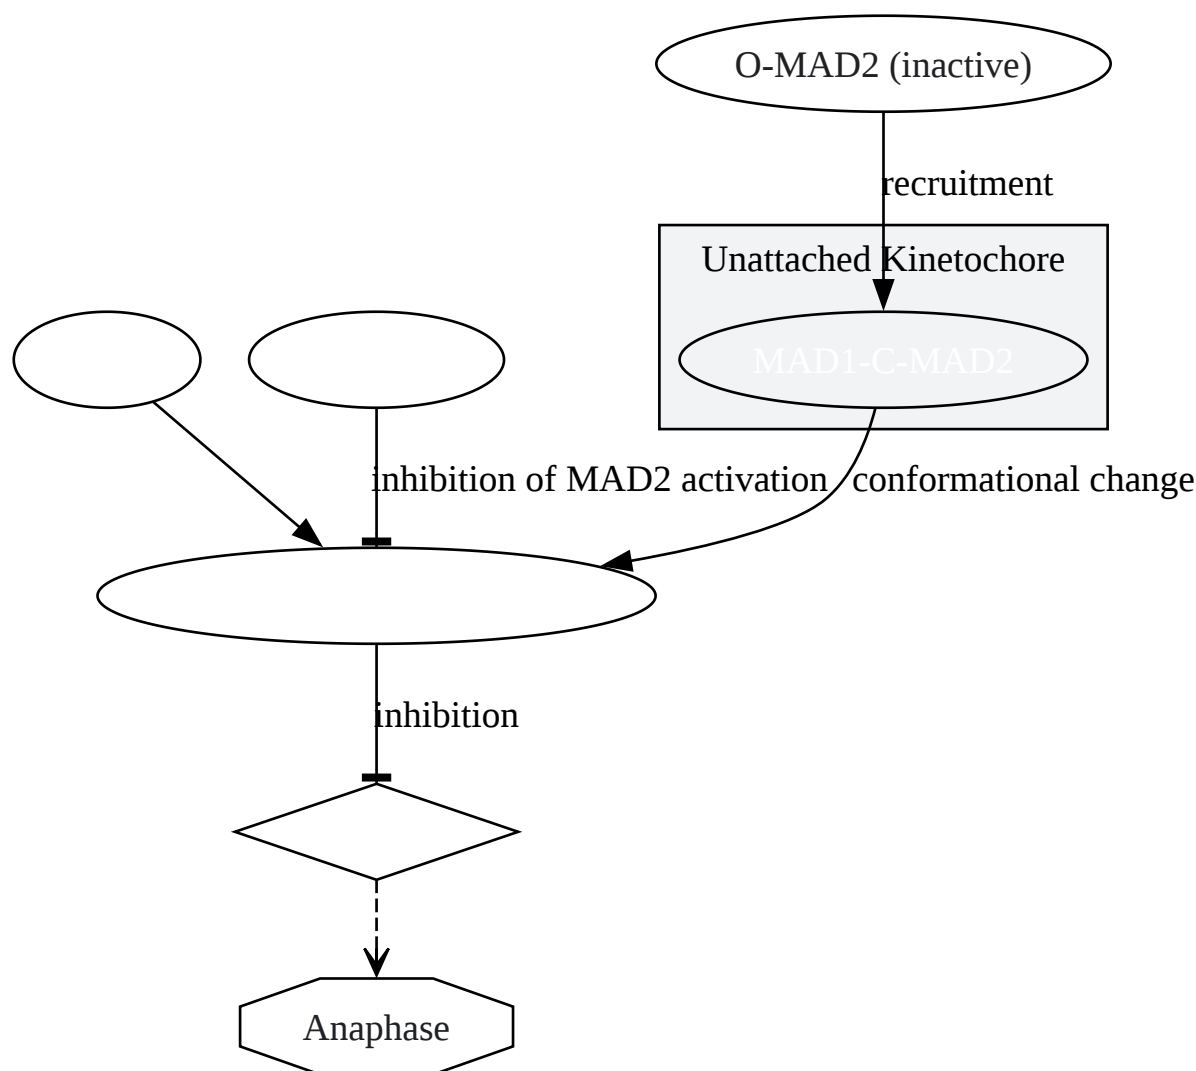 O-MAD2 (inactive)
recruitment
Unattached Kinetochore
MAD1-C-MAD2
inhibition of MAD2 activation
conformational change
inhibition
Anaphase